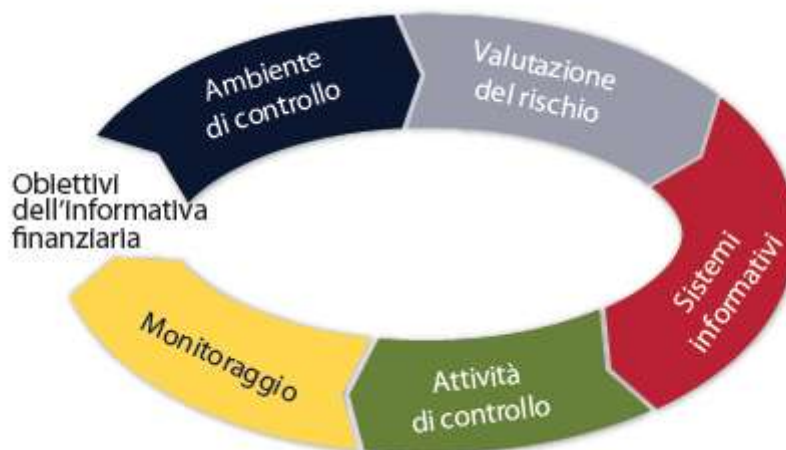 Ambiente
di controllo
Valutazione
del rischio
Sistemi
informativi
Attività
di controllo
Monitoraggio
Obiettivi
dell'informativa
finanziaria